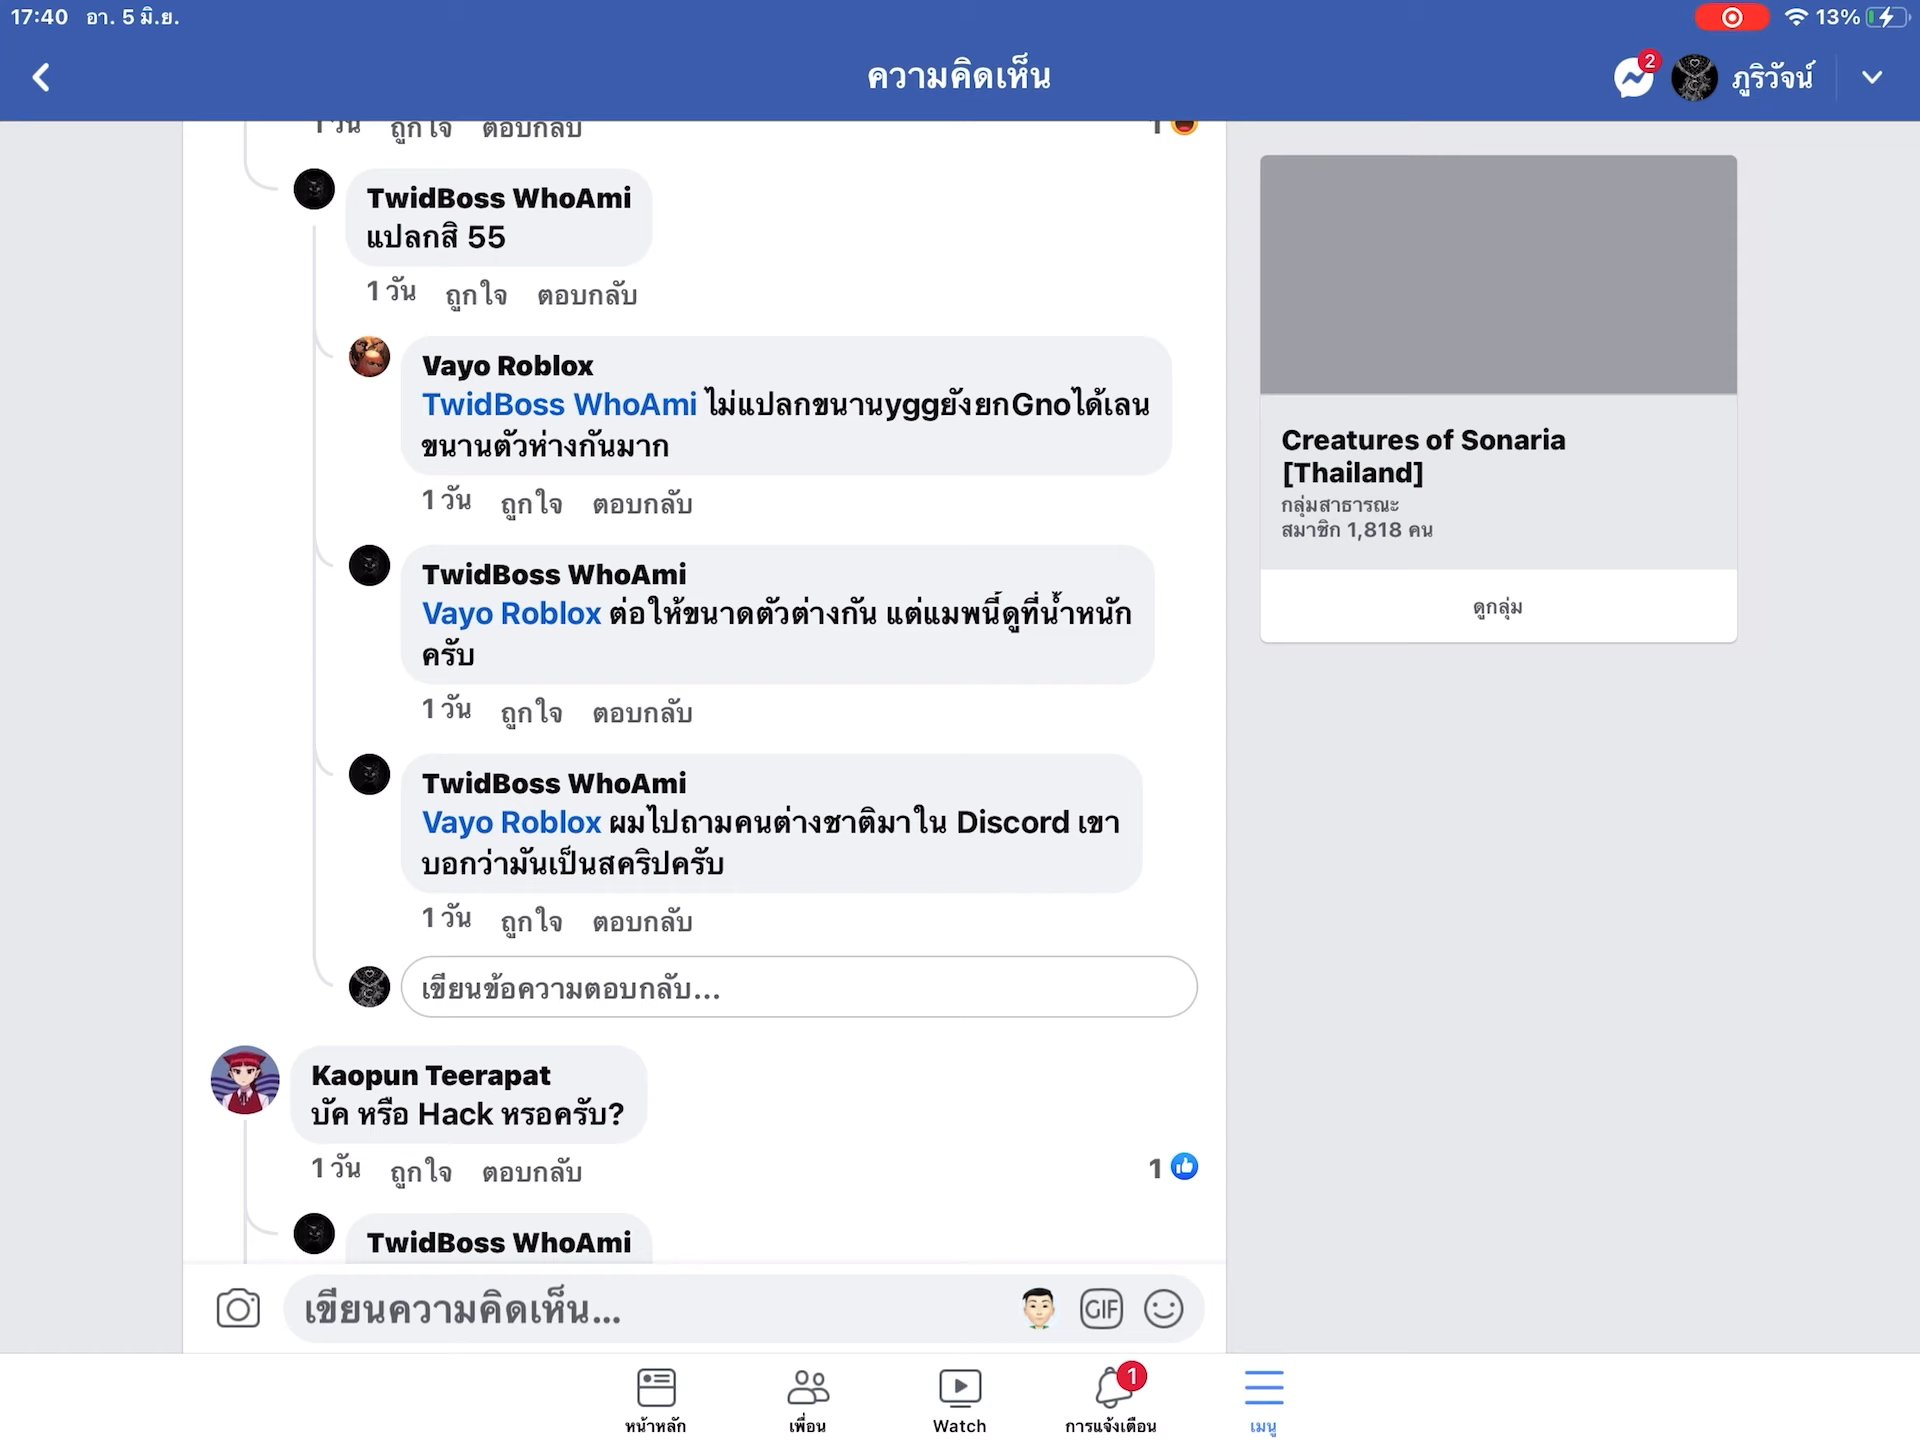 17:40 อา. 5 มิ.ย.
13%
ความคิดเห็น
2
ภูริวัจน์
1 วัน ถูกใจ ตอบกลับ 1
TwidBoss WhoAmi
แปลกสิ 55
1 วัน ถูกใจ ตอบกลับ
Vayo Roblox
TwidBoss WhoAmi ไม่แปลกขนานyggยังยกGnoได้เลน
ขนานตัวห่างกันมาก
1 วัน ถูกใจ ตอบกลับ
TwidBoss WhoAmi
Vayo Roblox ต่อให้ขนาดตัวต่างกัน แต่แมพนี้ดูที่น้ำหนัก
ครับ
1 วัน ถูกใจ ตอบกลับ
TwidBoss WhoAmi
Vayo Roblox ผมไปถามคนต่างชาติมาใน Discord เขา
บอกว่ามันเป็นสคริปครับ
1 วัน ถูกใจ ตอบกลับ
เขียนข้อความตอบกลับ...
Kaopun Teerapat
บัค หรือ Hack หรอครับ?
1 วัน ถูกใจ ตอบกลับ 1
TwidBoss WhoAmi
เขียนความคิดเห็น...
GIF
Creatures of Sonaria
[Thailand]
กลุ่มสาธารณะ
สมาชิก 1,818 คน
ดูกลุ่ม
1
หน้าหลัก เพื่อน Watch การแจ้งเตือน เมนู